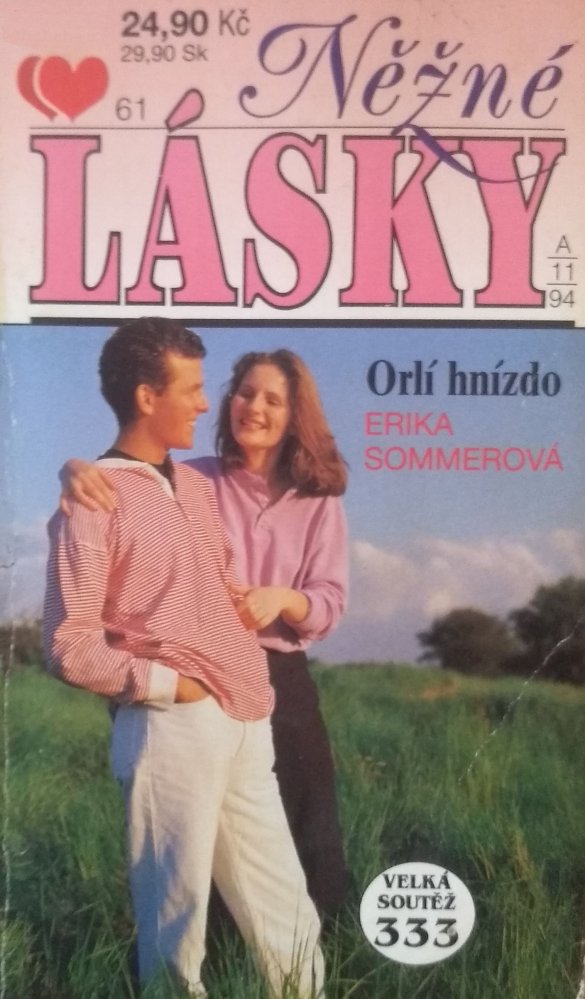 24,90 Kč
29,90 Sk
61
Něžné
LÁSKY
A
11
94
Orlí hnízdo
ERIKA
SOMMEROVÁ
VELKÁ
SOUTĚŽ
333